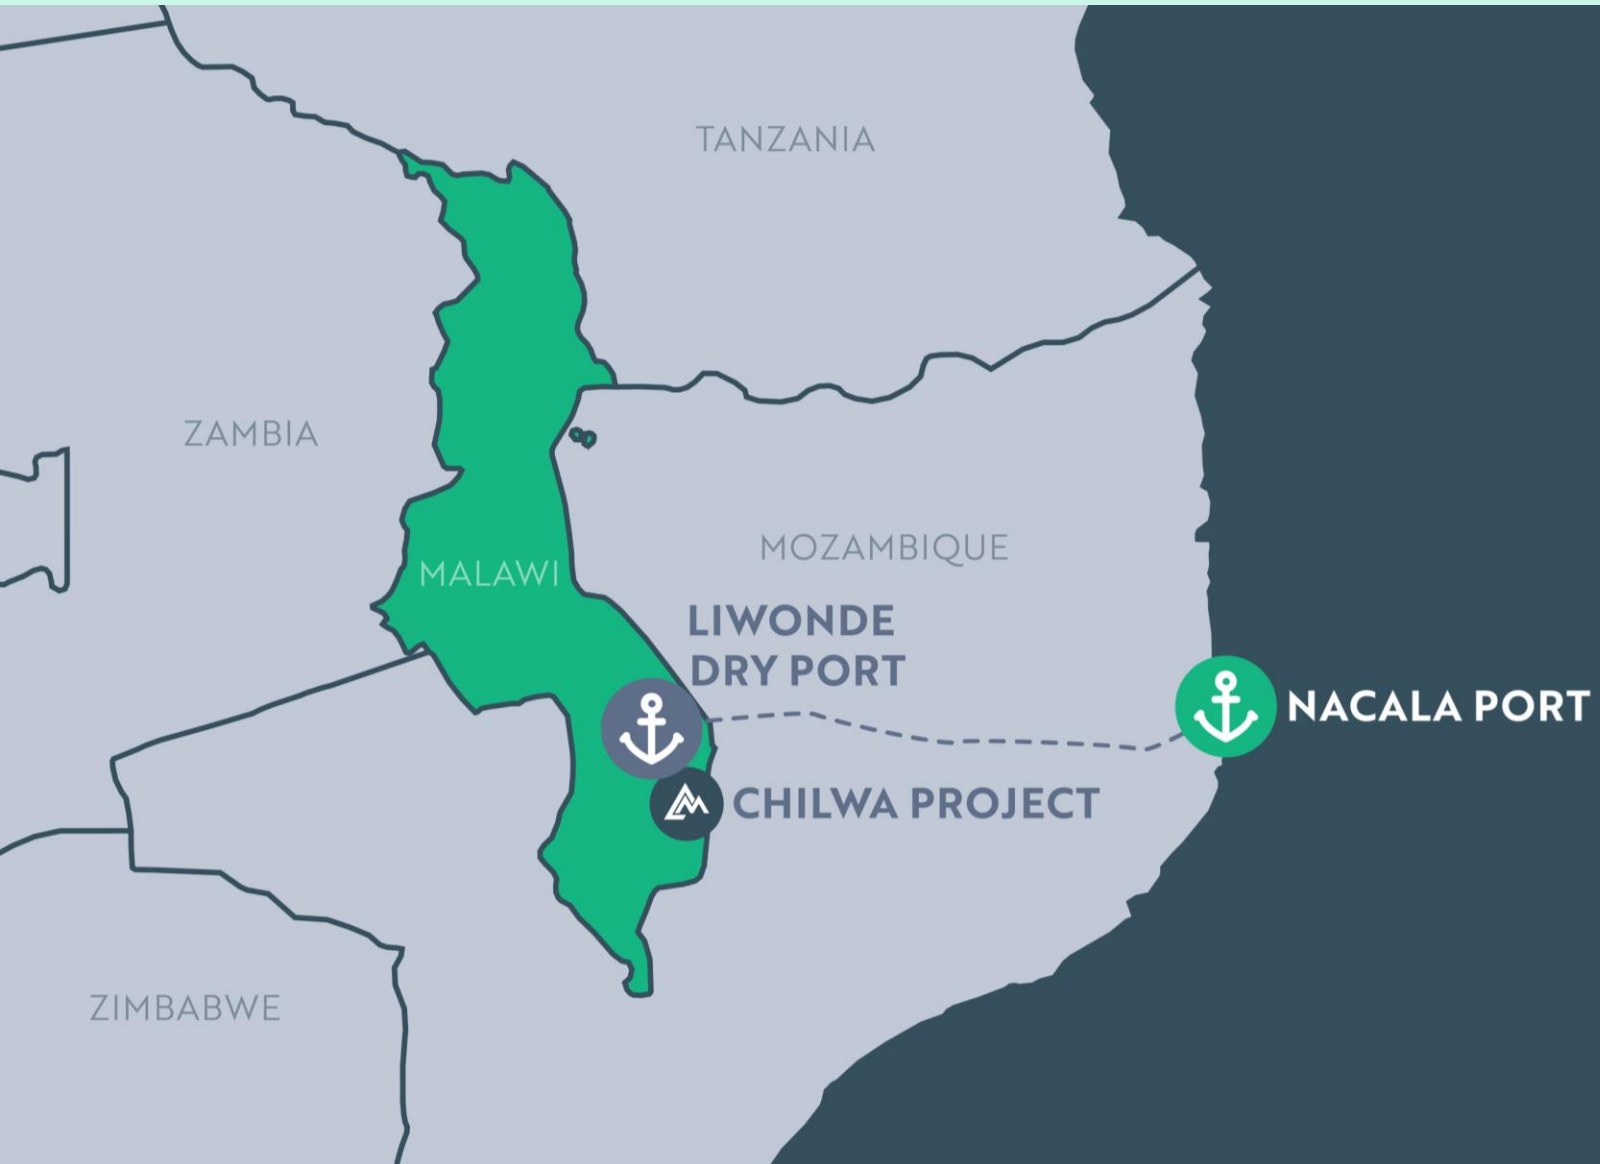 TANZANIA
ZAMBIA
MOZAMBIQUE
MALAWI
LIWONDE
DRY PORT
NACALA PORT
CHILWA PROJECT
ZIMBABWE